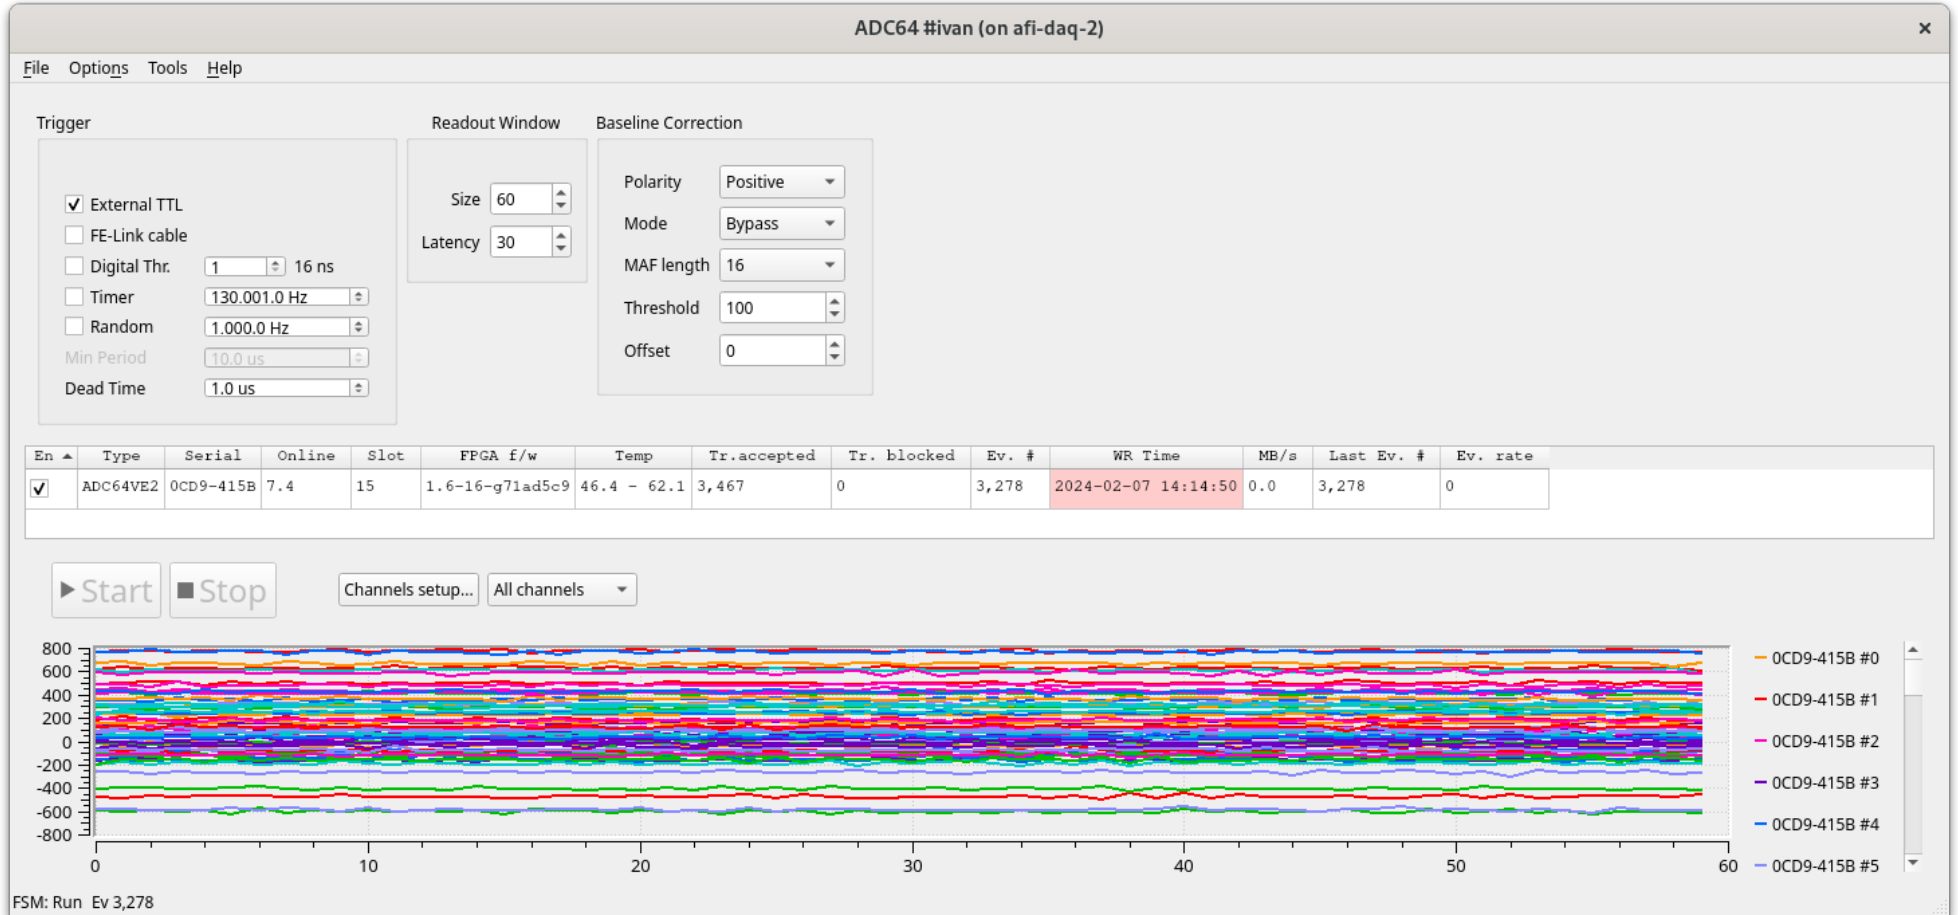 ADC64 #ivan (on afi-daq-2)
File Options Tools Help
Trigger
External TTL
FE-Link cable
Digital Thr. 1 16 ns
Timer 130.001.0 Hz
Random 1.000.0 Hz
Min Period 10.0 us
Dead Time 1.0 us
Readout Window
Size 60
Latency 30
Baseline Correction
Polarity Positive
Mode Bypass
MAF length 16
Threshold 100
Offset 0
En Type Serial Online Slot FPGA f/w Temp Tr.accepted Tr. blocked Ev. # WR Time MB/s Last Ev. # Ev. rate
ADC64VE2 0CD9-415B 7.4 15 1.6-16-g71ad5c9 46.4 - 62.1 3,467 0 3,278 2024-02-07 14:14:50 0.0 3,278 0
Start Stop Channels setup... All channels
800
600
400
200
0
-200
-400
-600
-800
0 10 20 30 40 50 60
0CD9-415B #0
0CD9-415B #1
0CD9-415B #2
0CD9-415B #3
0CD9-415B #4
0CD9-415B #5
FSM: Run Ev 3,278